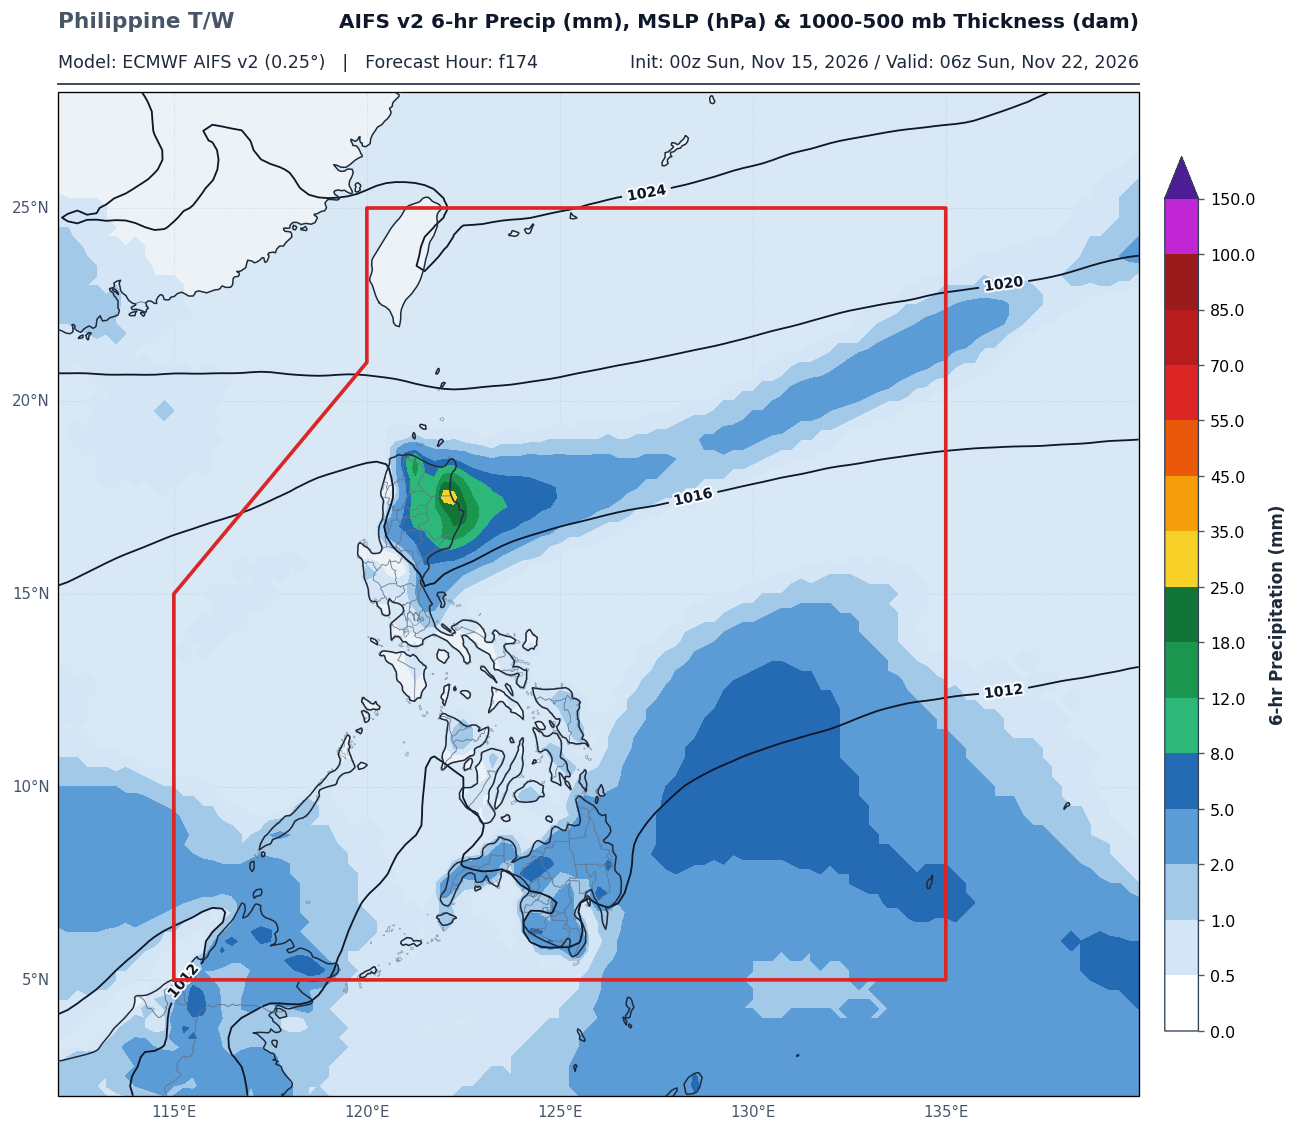 Philippine T/W
AIFS v2 6-hr Precip (mm), MSLP (hPa) & 1000-500 mb Thickness (dam)
Model: ECMWF AIFS v2 (0.25°) | Forecast Hour: f174
Init: 00z Sun, Nov 15, 2026 / Valid: 06z Sun, Nov 22, 2026
25°N
20°N
15°N
10°N
5°N
115°E
120°E
125°E
130°E
135°E
1024
1020
1016
1012
1012
150.0
100.0
85.0
70.0
55.0
45.0
35.0
25.0
18.0
12.0
8.0
5.0
2.0
1.0
0.5
0.0
6-hr Precipitation (mm)